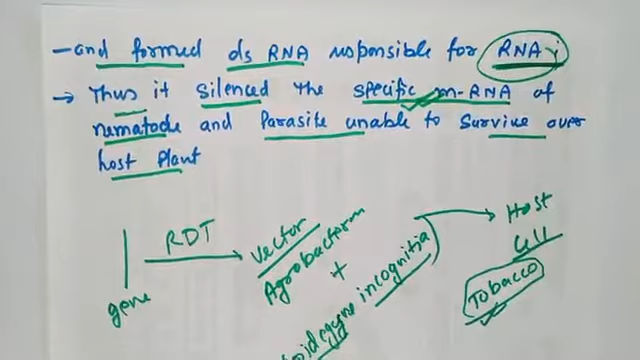 - and formed ds RNA responsible for RNAi
→ Thus it silenced the specific m-RNA of
nematode and Parasite unable to Survive over
host Plant
gene
RDT
Vector
Agrobacterium
+
incognitia
Host
Cell
Tobacco